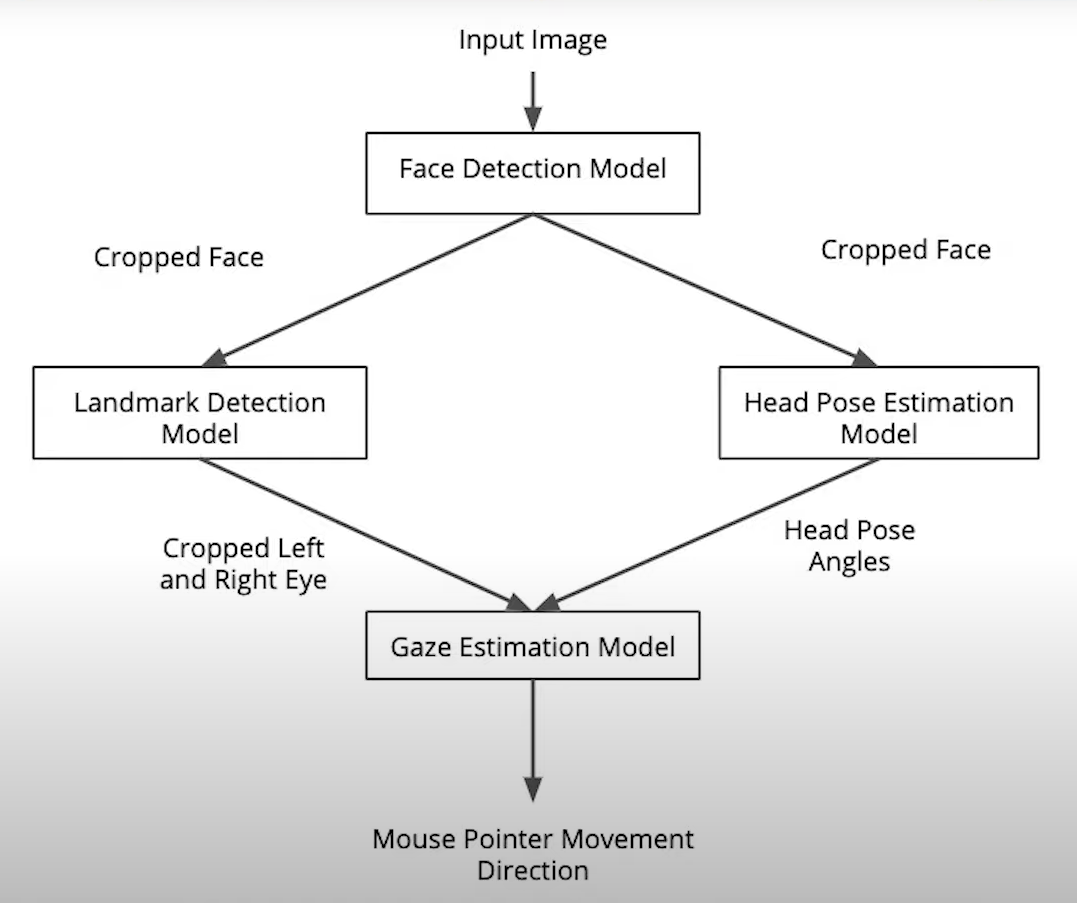 Input Image
Face Detection Model
Cropped Face
Cropped Face
Landmark Detection
Model
Head Pose Estimation
Model
Cropped Left
and Right Eye
Head Pose
Angles
Gaze Estimation Model
Mouse Pointer Movement
Direction